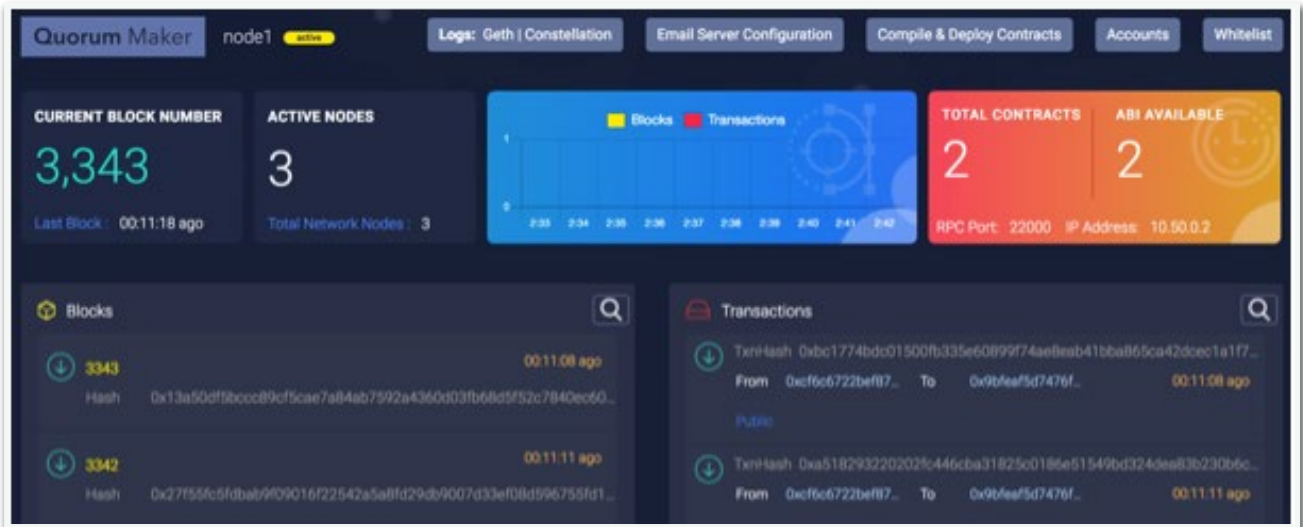 Quorum Maker node1 active Logs: Geth | Constellation Email Server Configuration Compile & Deploy Contracts Accounts Whitelist
CURRENT BLOCK NUMBER
3,343
Last Block : 00:11:18 ago
ACTIVE NODES
3
Total Network Nodes : 3
Blocks Transactions
1
0
2:33 2:34 2:35 2:36 2:37 2:38 2:39 2:40 2:41 2:42
TOTAL CONTRACTS ABI AVAILABLE
2 2
RPC Port: 22000 IP Address: 10.50.0.2
Blocks
3343 00:11:08 ago
Hash
3342 00:11:11 ago
Hash
Transactions
TxnHash
From 0xcf6c6722bef87... To 0x9bfeaf5d7476f... 00:11:08 ago
Public
TxnHash
From 0xcf6c6722bef87... To 0x9bfeaf5d7476f... 00:11:11 ago